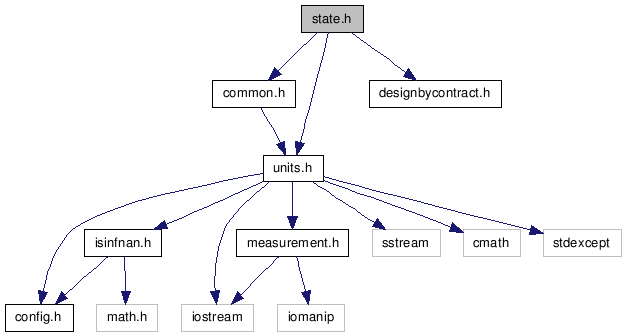 state.h
common.h
designbycontract.h
units.h
isinfnan.h
measurement.h
sstream
cmath
stdexcept
config.h
math.h
iostream
iomanip